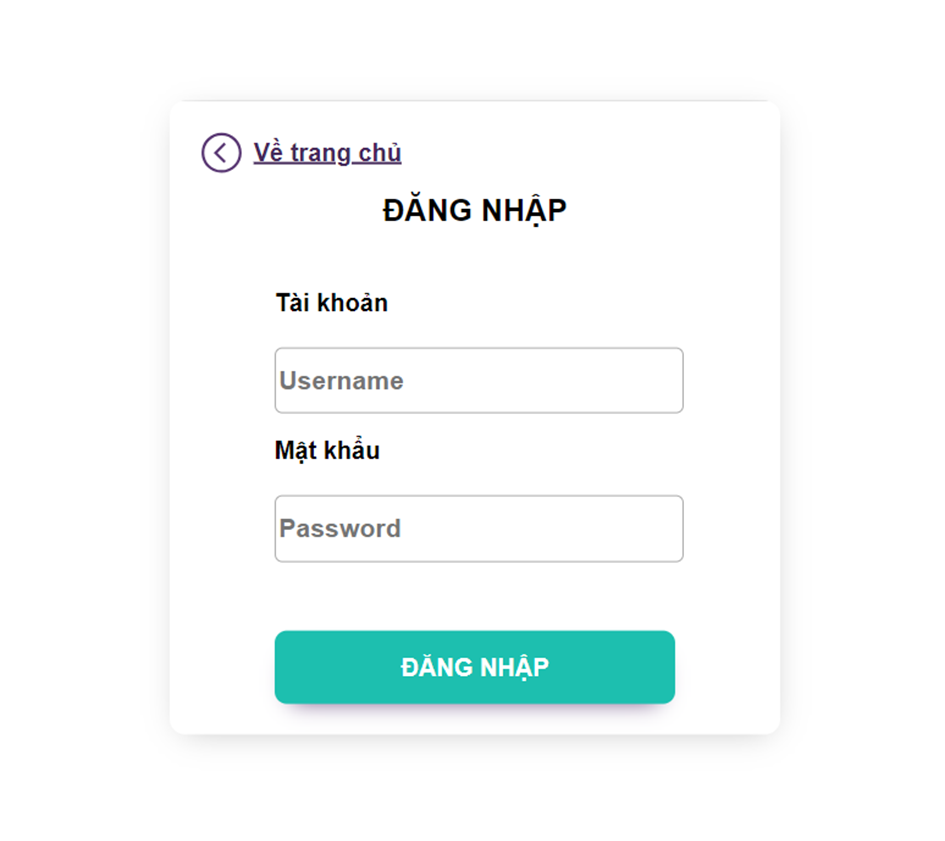 Về trang chủ
ĐĂNG NHẬP
Tài khoản
Username
Mật khẩu
Password
ĐĂNG NHẬP